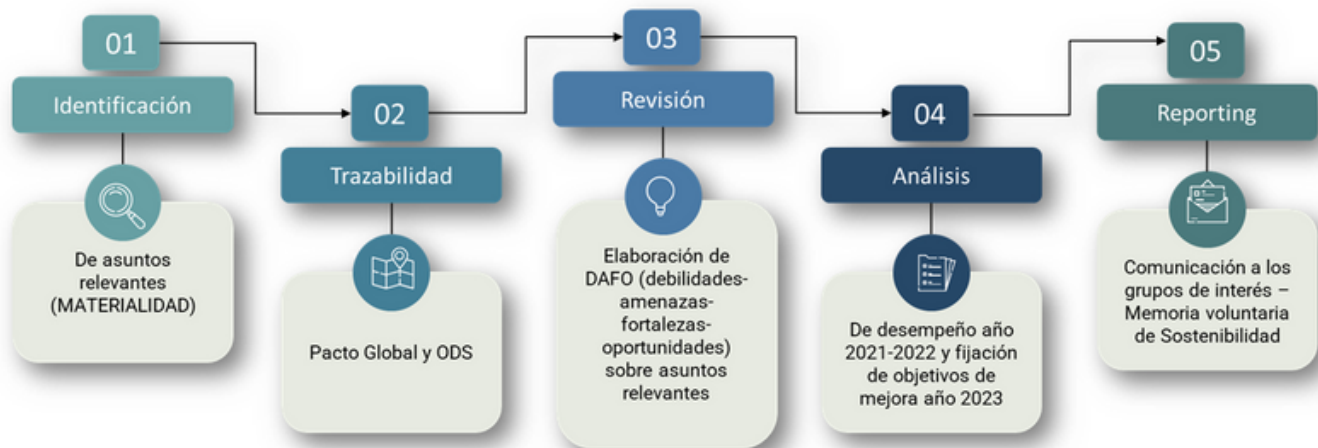 01
Identificación
De asuntos
relevantes
(MATERIALIDAD)
02
Trazabilidad
Pacto Global y ODS
03
Revisión
Elaboración de
DAFO (debilidades-
amenazas-
fortalezas-
oportunidades)
sobre asuntos
relevantes
04
Análisis
De desempeño año
2021-2022 y fijación
de objetivos de
mejora año 2023
05
Reporting
Comunicación a los
grupos de interés –
Memoria voluntaria
de Sostenibilidad